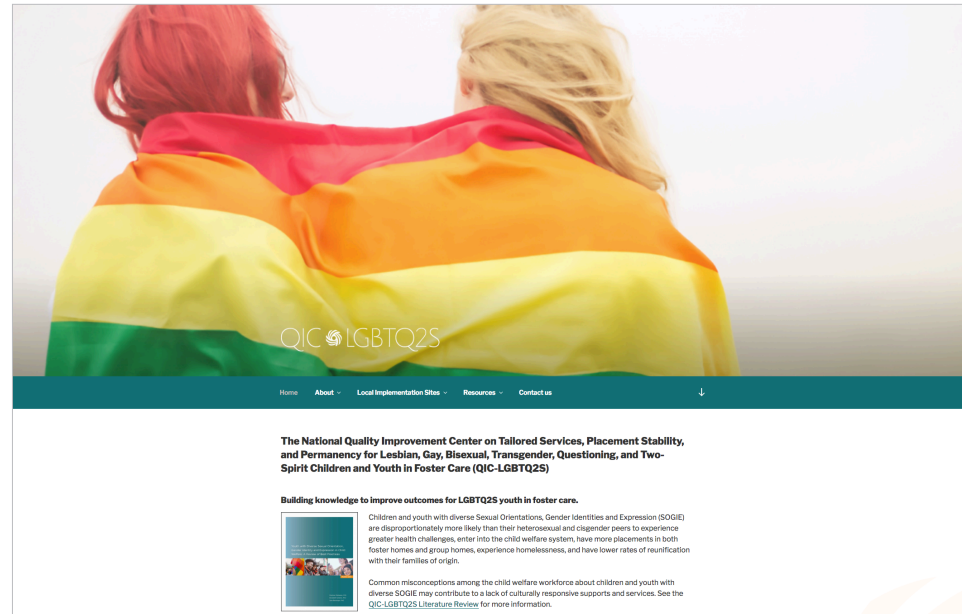 QIC LGBTQ2S
Home About Local Implementation Sites Resources Contact us
The National Quality Improvement Center on Tailored Services, Placement Stability,
and Permanency for Lesbian, Gay, Bisexual, Transgender, Questioning, and Two-
Spirit Children and Youth in Foster Care (QIC-LGBTQ2S)
Building knowledge to improve outcomes for LGBTQ2S youth in foster care.
Children and youth with diverse Sexual Orientations, Gender Identities and Expression (SOGIE)
are disproportionately more likely than their heterosexual and cisgender peers to experience
greater health challenges, enter into the child welfare system, have more placements in both
foster homes and group homes, experience homelessness, and have lower rates of reunification
with their families of origin.
Common misconceptions among the child welfare workforce about children and youth with
diverse SOGIE may contribute to a lack of culturally responsive supports and services. See the
QIC-LGBTQ2S Literature Review for more information.